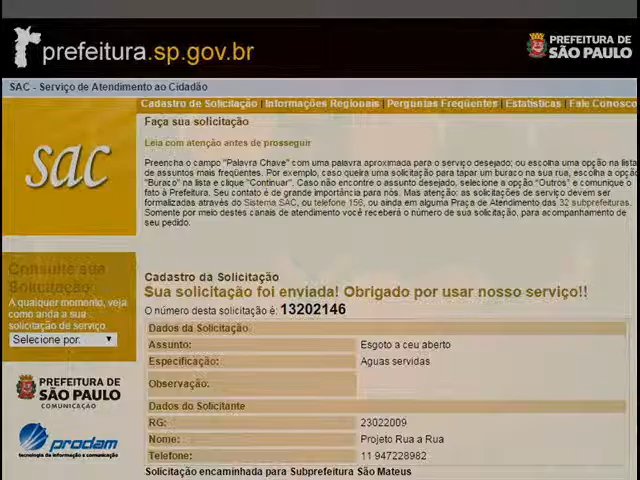 prefeitura.sp.gov.br
PREFEITURA DE
SÃO PAULO
SAC - Serviço de Atendimento ao Cidadão
Cadastro de Solicitação | Informações Regionais | Perguntas Freqüentes | Estatísticas | Fale Conosco
Faça sua solicitação
Leia com atenção antes de prosseguir
sac
Preencha o campo "Palavra Chave" com uma palavra aproximada para o serviço desejado; ou escolha uma opção na lista
de assuntos mais freqüentes. Por exemplo, caso queira uma solicitação para tapar um buraco na sua rua, escolha a opção
"Buraco" na lista e clique "Continuar". Caso não encontre o assunto desejado, selecione a opção "Outros" e comunique o
fato à Prefeitura. Seu contato é de grande importância para nós. Mas atenção: as solicitações de serviço devem ser
formalizadas através do Sistema SAC, ou telefone 156, ou ainda em alguma Praça de Atendimento das 32 subprefeituras.
Somente por meio destes canais de atendimento você receberá o número de sua solicitação, para acompanhamento de
seu pedido.
Consulte sua
Solicitação
A qualquer momento, veja
como anda a sua
solicitação de serviço.
Selecione por:
Cadastro da Solicitação
Sua solicitação foi enviada! Obrigado por usar nosso serviço!!
O número desta solicitação é: 13202146
Dados da Solicitação
Assunto: Esgoto a ceu aberto
Especificação: Aguas servidas
Observação:
Dados do Solicitante
RG: 23022009
Nome: Projeto Rua a Rua
Telefone: 11 947228982
Solicitação encaminhada para Subprefeitura São Mateus
PREFEITURA DE
SÃO PAULO
COMUNICAÇÃO
prodam
tecnologia da informação e comunicação